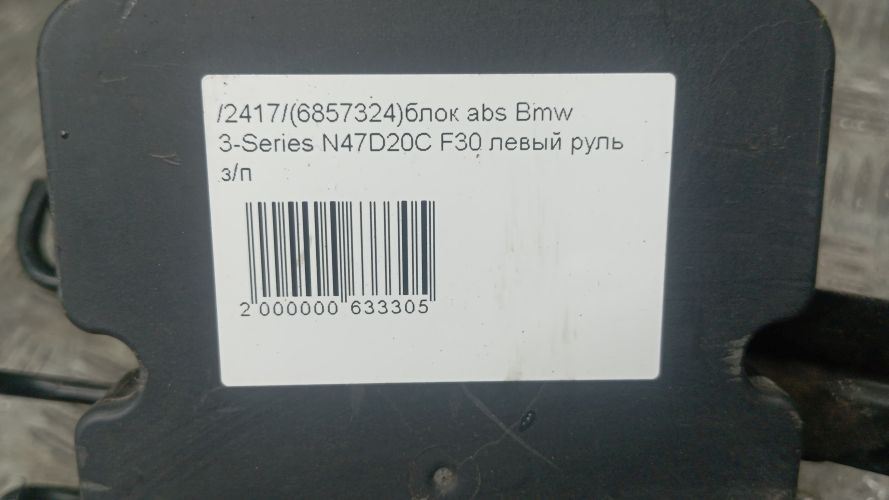 /2417/(6857324)блок abs Bmw
3-Series N47D20C F30 левый руль
з/п
2 000000 633305